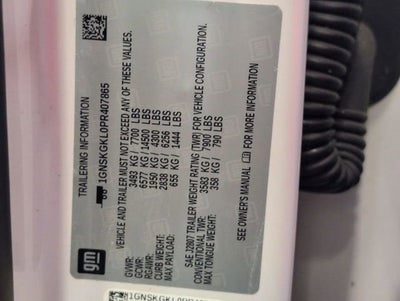 gm
TRAILERING INFORMATION
1GNSKGKL0PR407865
VEHICLE AND TRAILER MUST NOT EXCEED ANY OF THESE VALUES.
GVWR: 3493 KG / 7700 LBS
GCWR: 6577 KG / 14500 LBS
RGAWR: 1950 KG / 4300 LBS
CURB WEIGHT: 2838 KG / 6256 LBS
MAX PAYLOAD: 655 KG / 1444 LBS
SAE J2807 TRAILER WEIGHT RATING (TWR) FOR VEHICLE CONFIGURATION.
CONVENTIONAL TWR: 3583 KG / 7900 LBS
MAX TONGUE WEIGHT: 358 KG / 790 LBS
SEE OWNER'S MANUAL FOR MORE INFORMATION